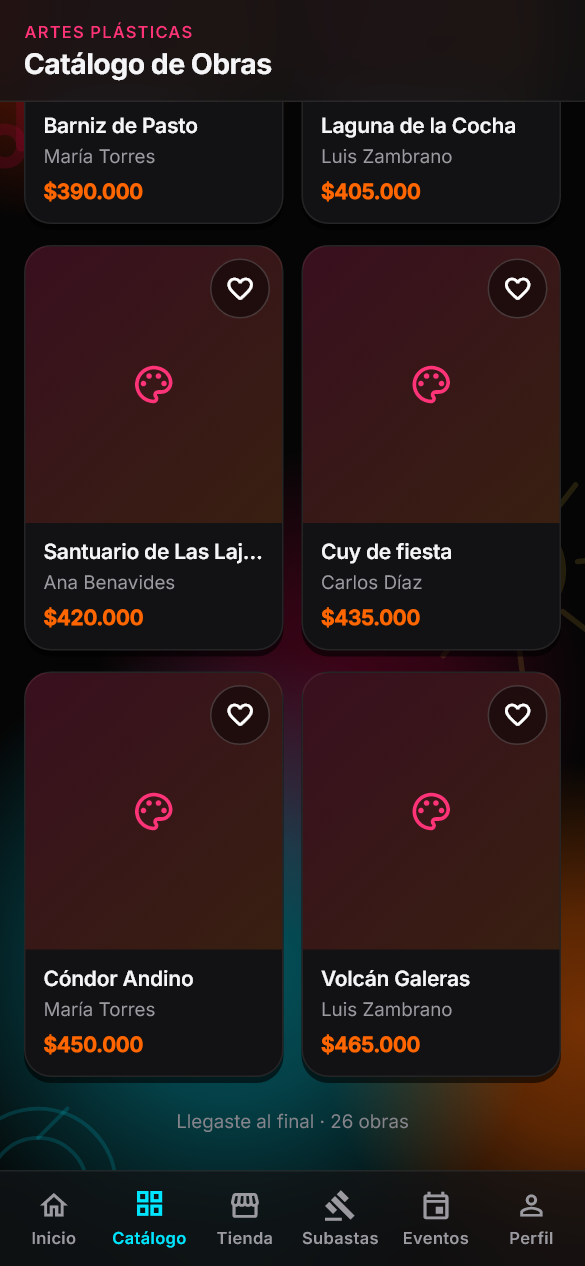 ARTES PLÁSTICAS
Catálogo de Obras
Barniz de Pasto
María Torres
$390.000
Laguna de la Cocha
Luis Zambrano
$405.000
Santuario de Las Laj...
Ana Benavides
$420.000
Cuy de fiesta
Carlos Díaz
$435.000
Cóndor Andino
María Torres
$450.000
Volcán Galeras
Luis Zambrano
$465.000
Llegaste al final · 26 obras
Inicio
Catálogo
Tienda
Subastas
Eventos
Perfil